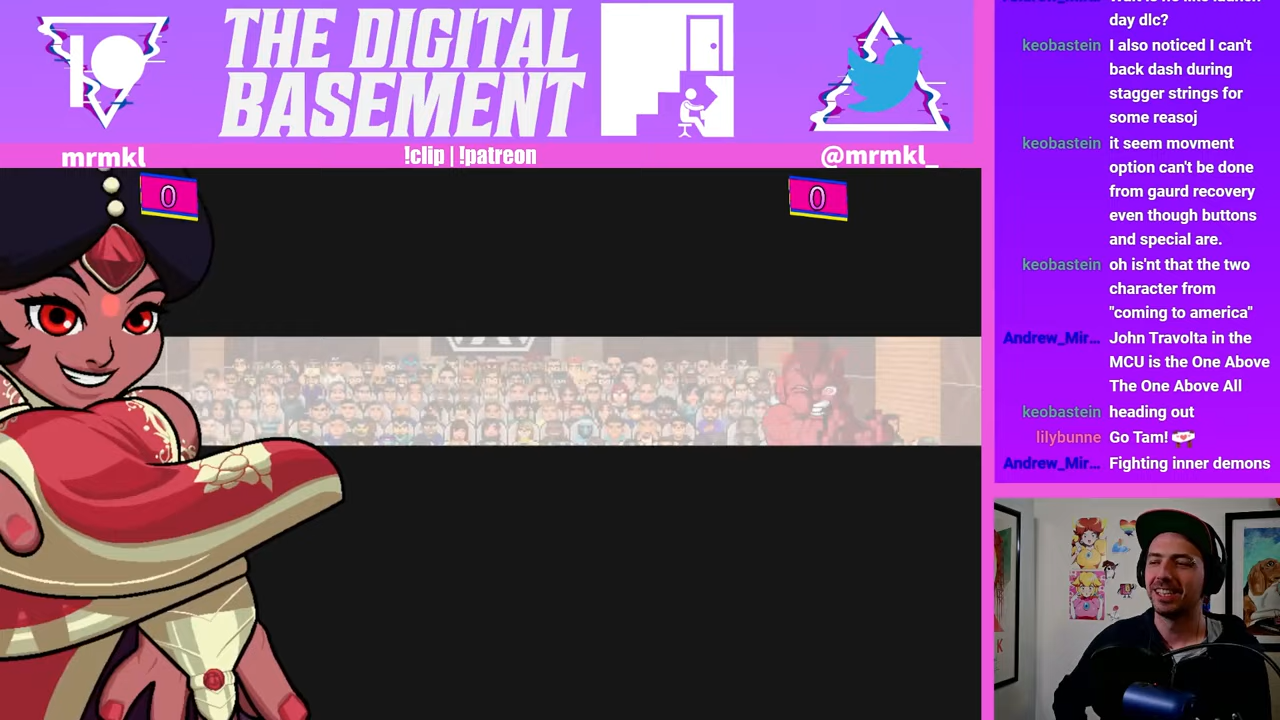 THE DIGITAL
BASEMENT
mrmkl
!clip | !patreon
@mrmkl_
0
0
day dlc?
keobastein I also noticed I can't
back dash during
stagger strings for
some reasoj
keobastein it seem movment
option can't be done
from gaurd recovery
even though buttons
and special are.
keobastein oh is'nt that the two
character from
"coming to america"
Andrew_Mir... John Travolta in the
MCU is the One Above
The One Above All
keobastein heading out
lilybunne Go Tam!
Andrew_Mir... Fighting inner demons